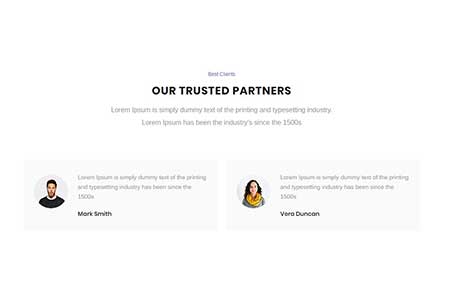 Best Clients
OUR TRUSTED PARTNERS
Lorem Ipsum is simply dummy text of the printing and typesetting industry.
Lorem Ipsum has been the industry's since the 1500s.
Lorem Ipsum is simply dummy text of the printing
and typesetting industry has been since the
1500s
Mark Smith
Lorem Ipsum is simply dummy text of the printing
and typesetting industry has been since the
1500s
Vera Duncan